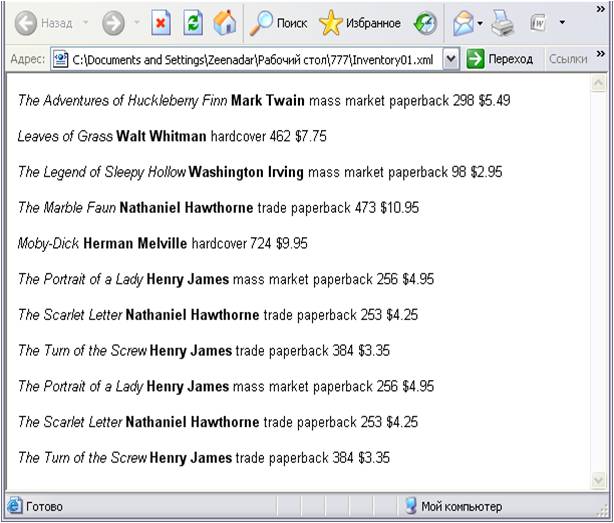 Назад Поиск Избранное »
Адрес: C:\Documents and Settings\Zeenadar\Рабочий стол\777\Inventory01.xml Переход Ссылки »
The Adventures of Huckleberry Finn Mark Twain mass market paperback 298 $5.49
Leaves of Grass Walt Whitman hardcover 462 $7.75
The Legend of Sleepy Hollow Washington Irving mass market paperback 98 $2.95
The Marble Faun Nathaniel Hawthorne trade paperback 473 $10.95
Moby-Dick Herman Melville hardcover 724 $9.95
The Portrait of a Lady Henry James mass market paperback 256 $4.95
The Scarlet Letter Nathaniel Hawthorne trade paperback 253 $4.25
The Turn of the Screw Henry James trade paperback 384 $3.35
The Portrait of a Lady Henry James mass market paperback 256 $4.95
The Scarlet Letter Nathaniel Hawthorne trade paperback 253 $4.25
The Turn of the Screw Henry James trade paperback 384 $3.35
Готово Мой компьютер